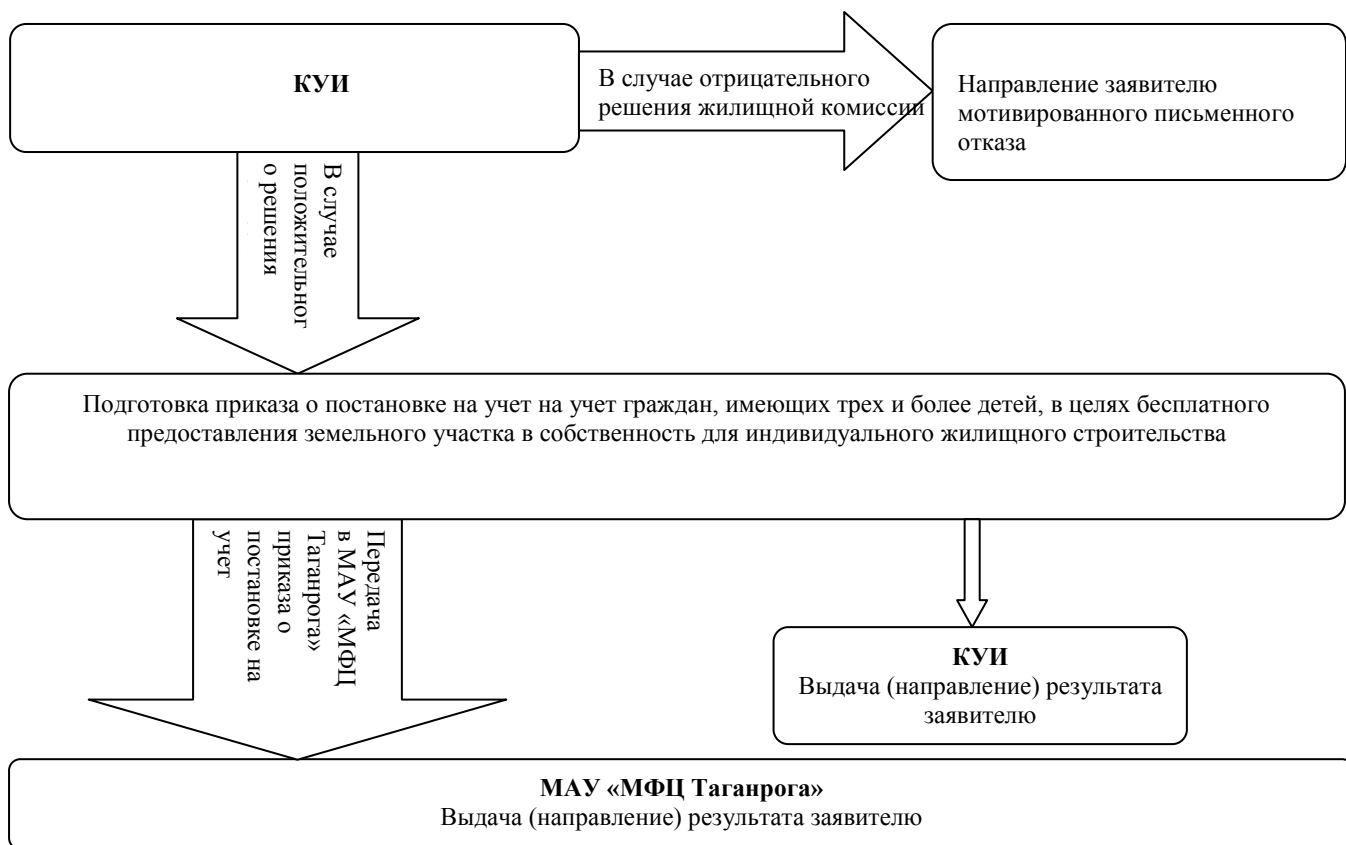 КУИ
В случае отрицательного
решения жилищной комиссии
Направление заявителю
мотивированного письменного
отказа
В случае
положительног
о решения
Подготовка приказа о постановке на учет на учет граждан, имеющих трех и более детей, в целях бесплатного
предоставления земельного участка в собственность для индивидуального жилищного строительства
Передача
в МАУ «МФЦ
Таганрога»
приказа о
постановке на
учет
КУИ
Выдача (направление) результата
заявителю
МАУ «МФЦ Таганрога»
Выдача (направление) результата заявителю